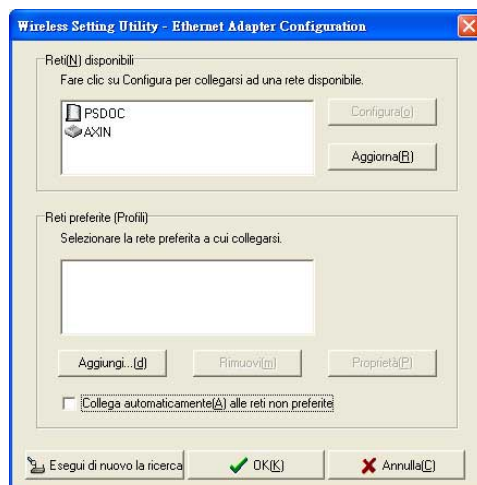 Wireless Setting Utility - Ethernet Adapter Configuration
Reti(N) disponibili
Fare clic su Configura per collegarsi ad una rete disponibile.
PSDOC
AXIN
Configura(o)
Aggiorna(R)
Reti preferite (Profili)
Selezionare la rete preferita a cui collegarsi.
Aggiungi...(d)
Rimuovi(m)
Proprietà(P)
Collega automaticamente(A) alle reti non preferite
Esegui di nuovo la ricerca
OK(K)
Annulla(C)